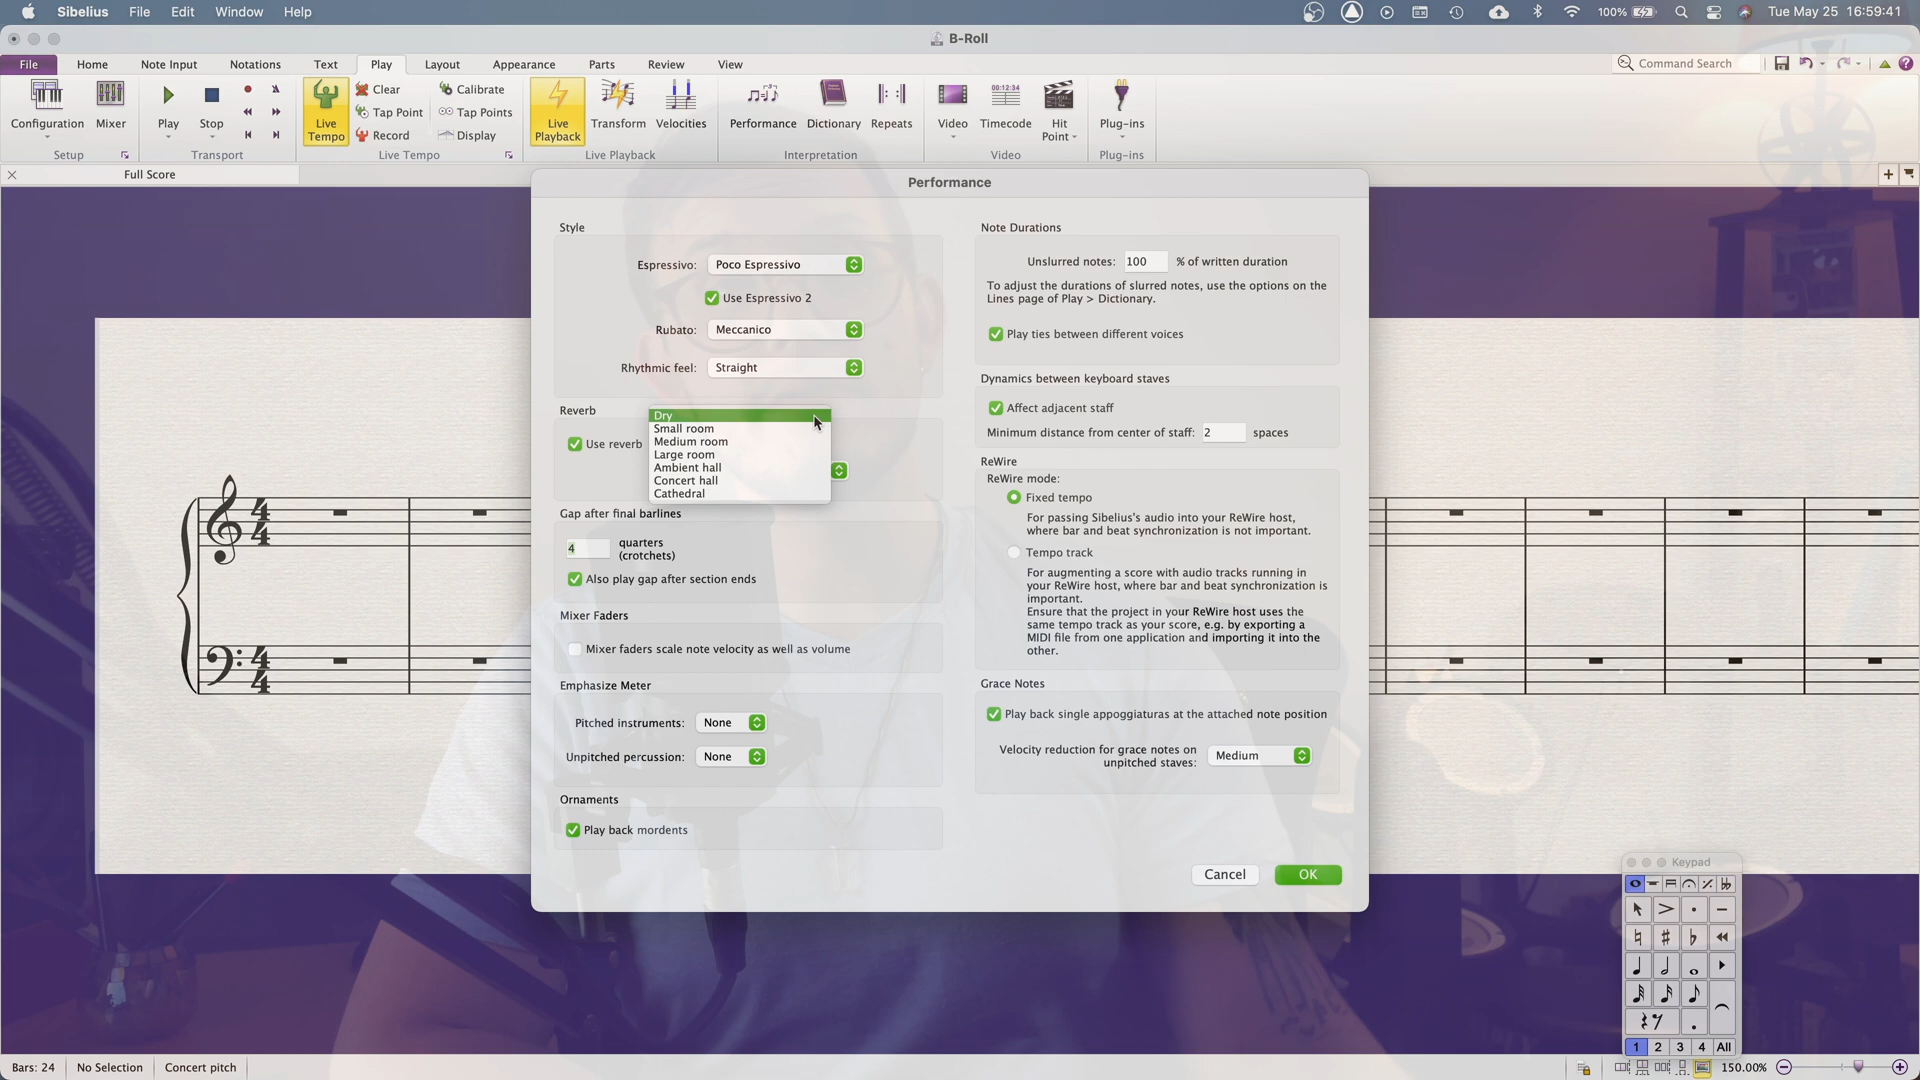 Sibelius File Edit Window Help
100% Tue May 25 16:59:41
B-Roll
File Home Note Input Notations Text Play Layout Appearance Parts Review View Command Search
Configuration Mixer Play Stop Live Tempo Clear Tap Point Record Calibrate Tap Points Display Live Playback Transform Velocities Performance Dictionary Repeats Video 00:12:34 Timecode Hit Point Plug-ins
Setup Transport Live Tempo Live Playback Interpretation Video Plug-ins
Full Score
Performance
Style
Espressivo: Poco Espressivo
Use Espressivo 2
Rubato: Meccanico
Rhythmic feel: Straight
Reverb
Use reverb
Dry
Small room
Medium room
Large room
Ambient hall
Concert hall
Cathedral
Gap after final barlines
4 quarters
(crotchets)
Also play gap after section ends
Mixer Faders
Mixer faders scale note velocity as well as volume
Emphasize Meter
Pitched instruments: None
Unpitched percussion: None
Ornaments
Play back mordents
Note Durations
Unslurred notes: 100 % of written duration
To adjust the durations of slurred notes, use the options on the
Lines page of Play > Dictionary.
Play ties between different voices
Dynamics between keyboard staves
Affect adjacent staff
Minimum distance from center of staff: 2 spaces
ReWire
ReWire mode:
Fixed tempo
For passing Sibelius's audio into your ReWire host,
where bar and beat synchronization is not important.
Tempo track
For augmenting a score with audio tracks running in
your ReWire host, where bar and beat synchronization is
important.
Ensure that the project in your ReWire host uses the
same tempo track as your score, e.g. by exporting a
MIDI file from one application and importing it into the
other.
Grace Notes
Play back single appoggiaturas at the attached note position
Velocity reduction for grace notes on
unpitched staves: Medium
Cancel OK
Keypad
1 2 3 4 All
Bars: 24 No Selection Concert pitch 150.00%